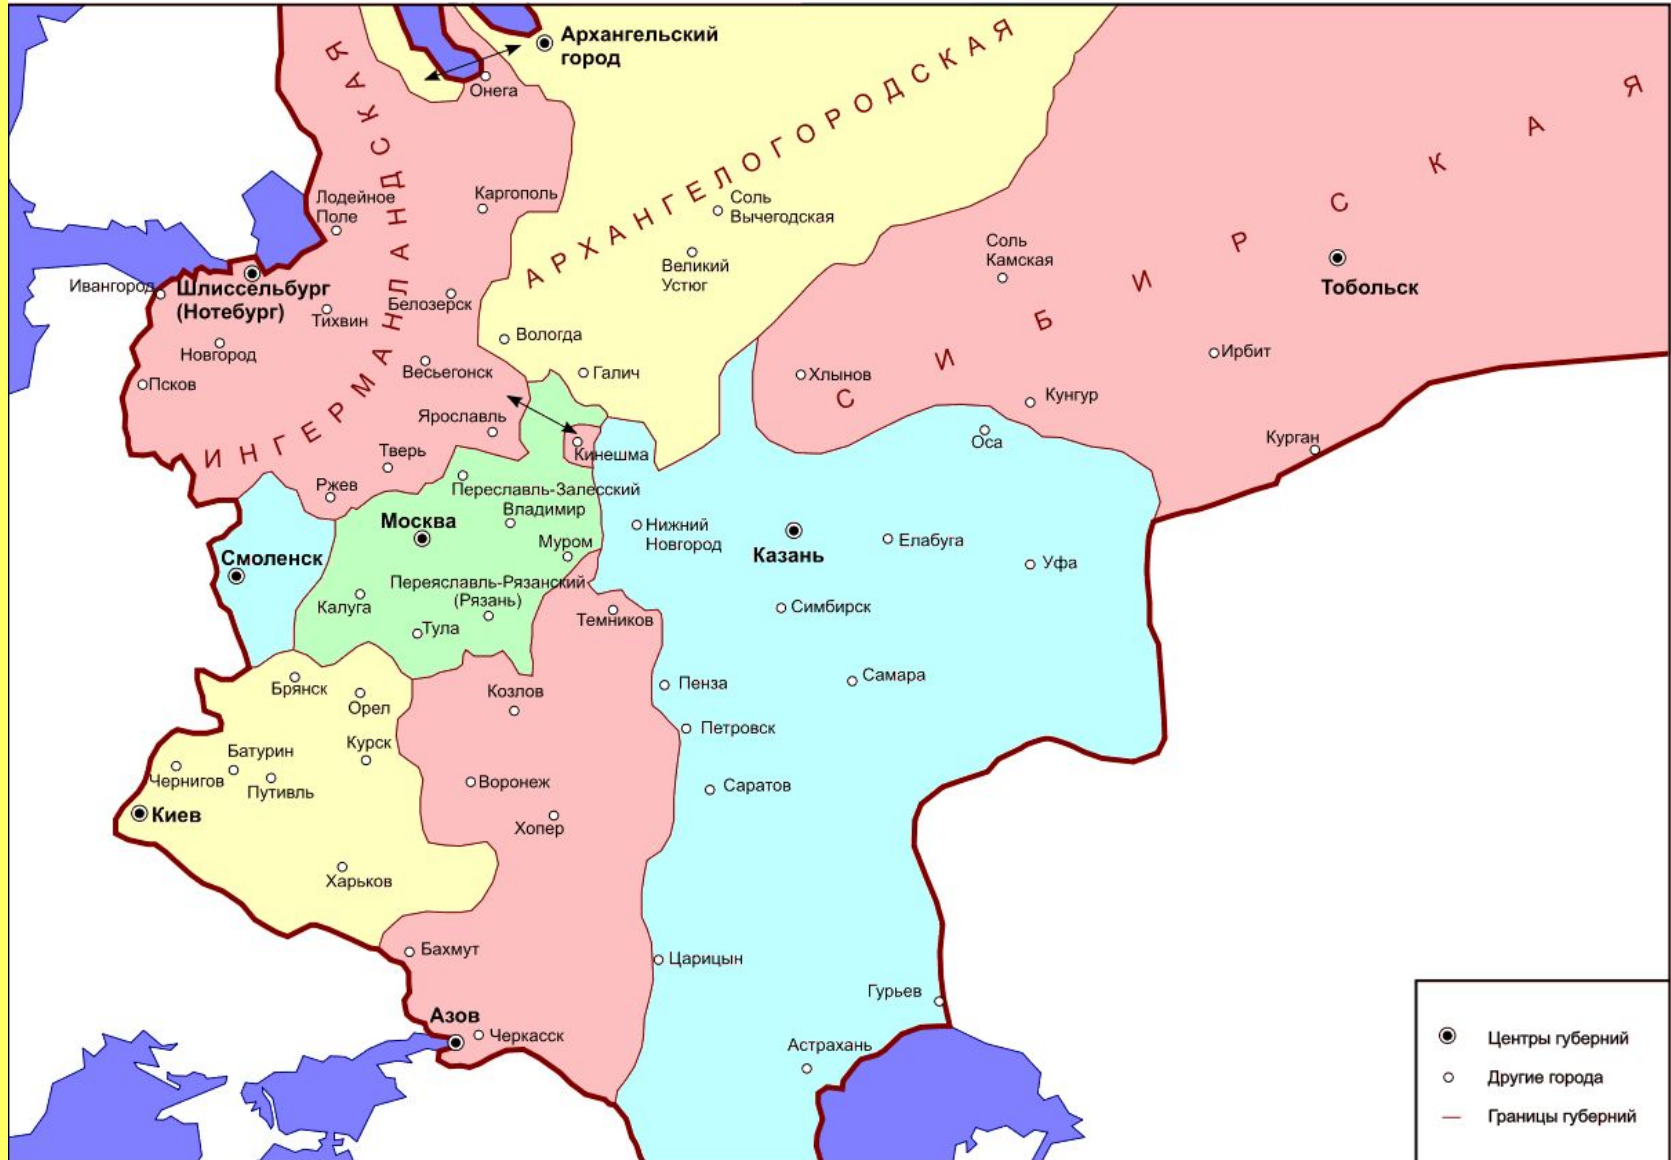 Архангельский
город
Онега
ИНГЕРМАНЛАНДСКАЯ
АРХАНГЕЛОГОРОДСКАЯ
СИБИРСКАЯ
Лодейное
Поле
Каргополь
Соль
Вычегодская
Великий
Устюг
Соль
Камская
Тобольск
Ивангород
Шлиссельбург
(Нотебург)
Белозерск
Тихвин
Новгород
Вологда
Псков
Весьегонск
Галич
Хлынов
Ирбит
Кунгур
Ярославль
Оса
Курган
Тверь
Кинешма
Ржев
Переславль-Залесский
Владимир
Москва
Муром
Нижний
Новгород
Казань
Елабуга
Уфа
Смоленск
Переяславль-Рязанский
(Рязань)
Калуга
Тула
Темников
Симбирск
Брянск
Орел
Козлов
Пенза
Самара
Петровск
Курск
Батурин
Чернигов
Путивль
Воронеж
Саратов
Киев
Хопер
Харьков
Бахмут
Царицын
Гурьев
Азов
Черкасск
Астрахань
Центры губерний
Другие города
Границы губерний